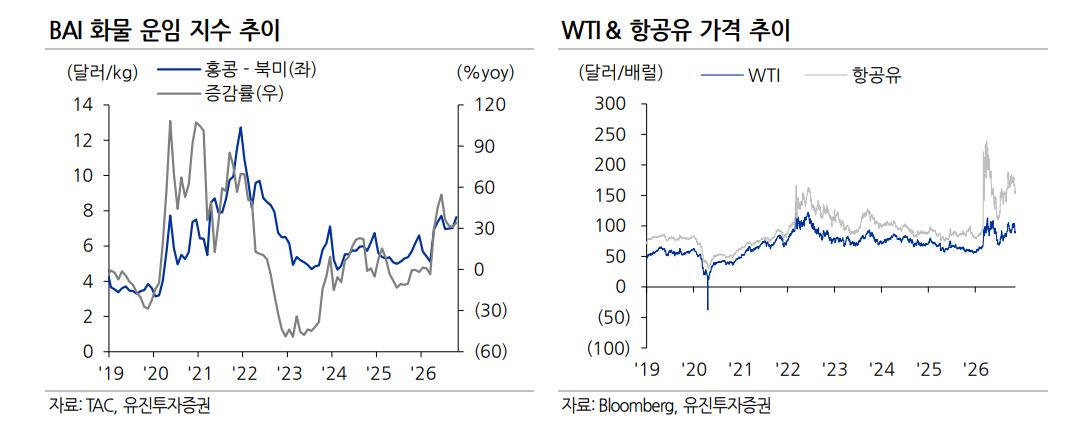 BAI 화물 운임 지수 추이
(달러/kg)
홍콩 - 북미(좌)
증감률(우)
(%yoy)
14
12
10
8
6
4
2
0
120
90
60
30
0
(30)
(60)
'19 '20 '21 '22 '23 '24 '25 '26
자료: TAC, 유진투자증권
WTI & 항공유 가격 추이
(달러/배럴)
WTI
항공유
300
250
200
150
100
50
0
(50)
(100)
'19 '20 '21 '22 '23 '24 '25 '26
자료: Bloomberg, 유진투자증권